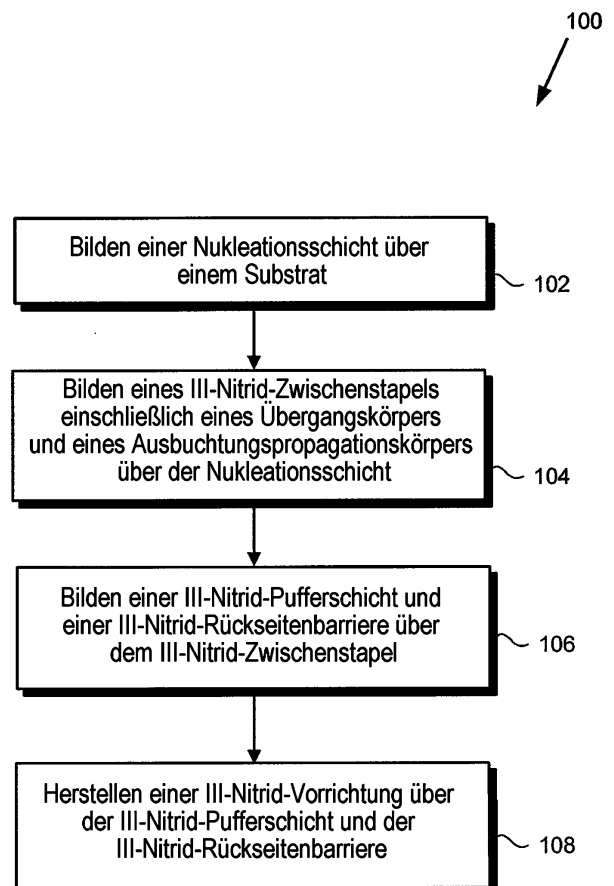 100
Bilden einer Nukleationsschicht über
einem Substrat
102
Bilden eines III-Nitrid-Zwischenstapels
einschließlich eines Übergangskörpers
und eines Ausbuchtungspropagationskörpers
über der Nukleationsschicht
104
Bilden einer III-Nitrid-Pufferschicht und
einer III-Nitrid-Rückseitenbarriere über
dem III-Nitrid-Zwischenstapel
106
Herstellen einer III-Nitrid-Vorrichtung über
der III-Nitrid-Pufferschicht und der
III-Nitrid-Rückseitenbarriere
108